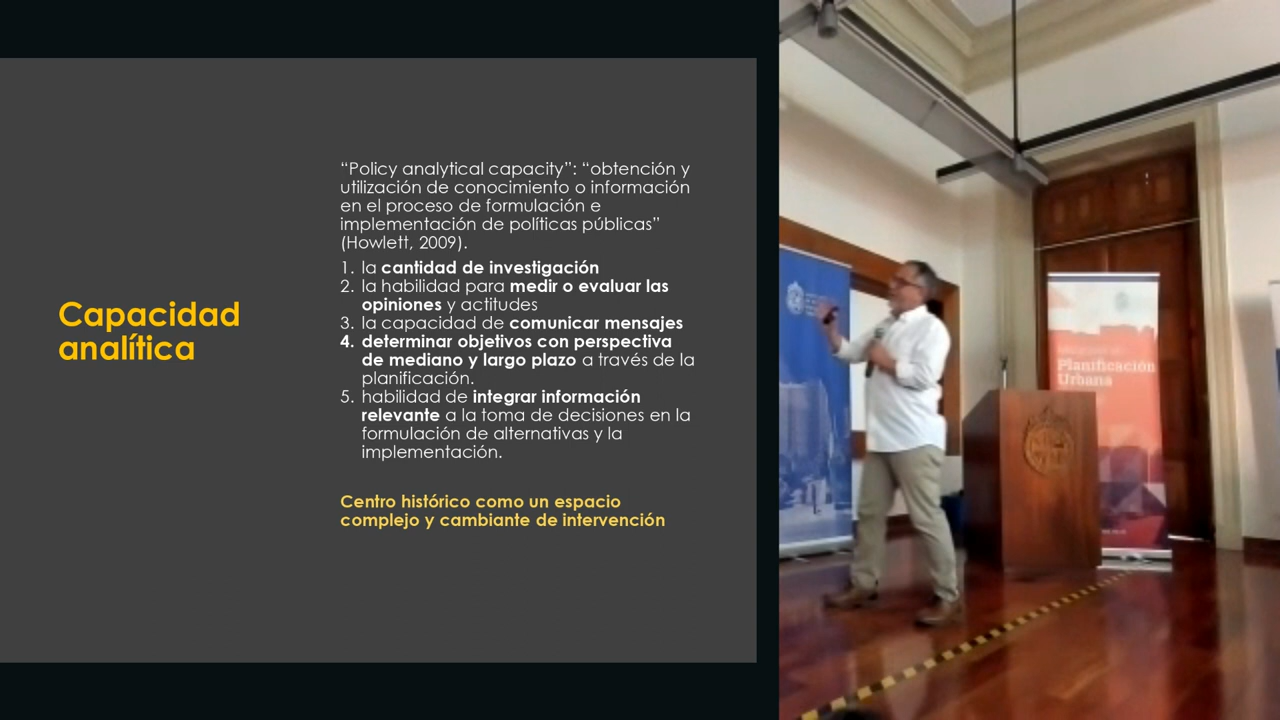 Capacidad
analítica
“Policy analytical capacity”: “obtención y
utilización de conocimiento o información
en el proceso de formulación e
implementación de políticas públicas”
(Howlett, 2009).
1. la cantidad de investigación
2. la habilidad para medir o evaluar las
opiniones y actitudes
3. la capacidad de comunicar mensajes
4. determinar objetivos con perspectiva
de mediano y largo plazo a través de la
planificación.
5. habilidad de integrar información
relevante a la toma de decisiones en la
formulación de alternativas y la
implementación.
Centro histórico como un espacio
complejo y cambiante de intervención
Planificación
Urbana